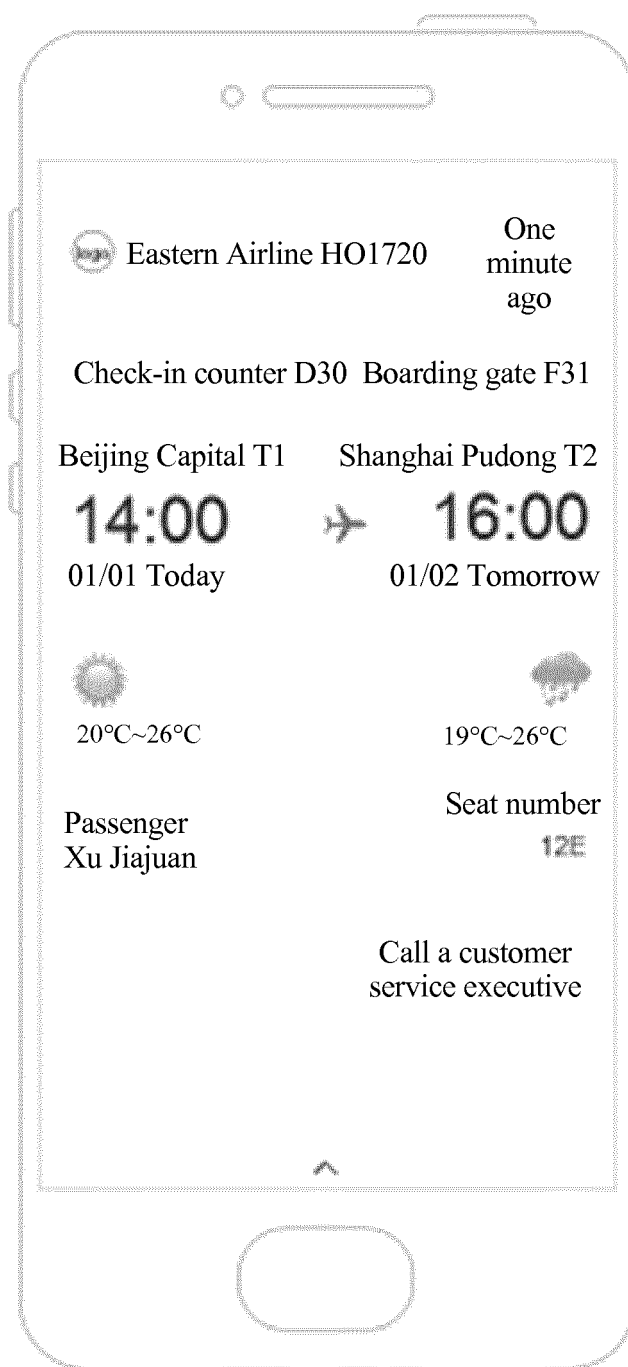 logo Eastern Airline HO1720
One
minute
ago
Check-in counter D30 Boarding gate F31
Beijing Capital T1 Shanghai Pudong T2
14:00 16:00
01/01 Today 01/02 Tomorrow
20°C~26°C 19°C~26°C
Passenger
Xu Jiajuan
Seat number
12E
Call a customer
service executive